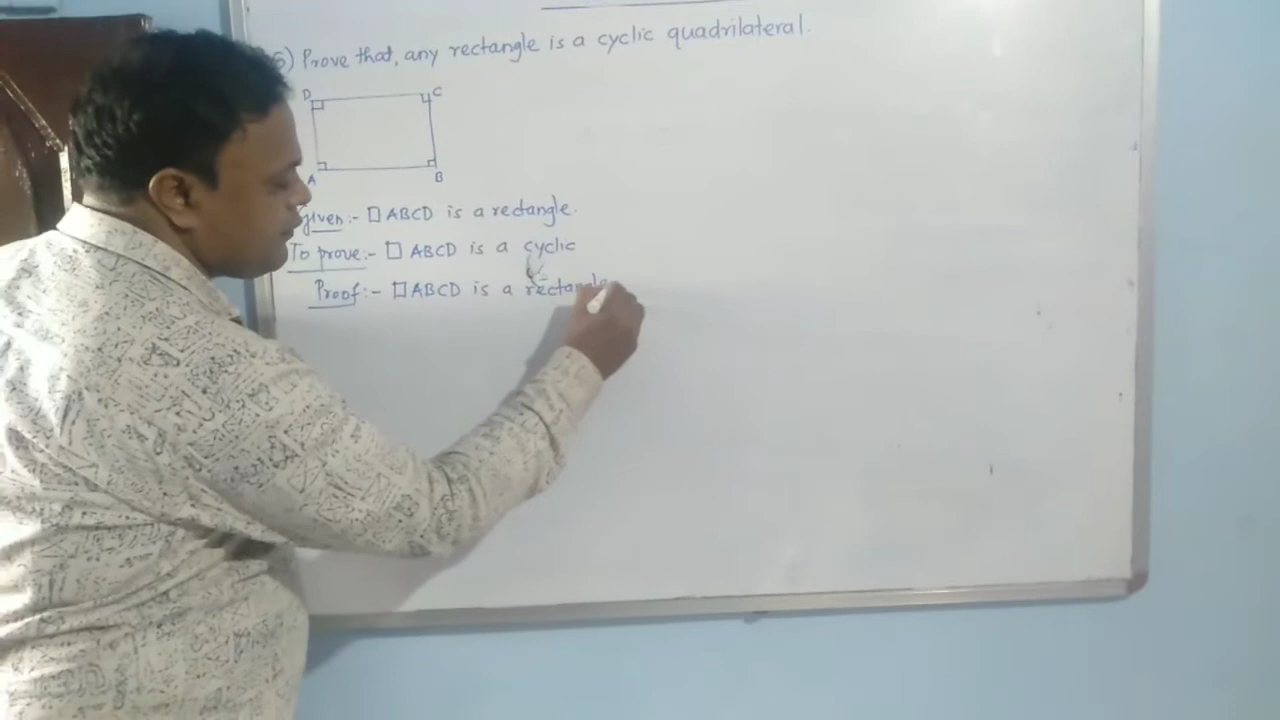 6) Prove that, any rectangle is a cyclic quadrilateral.
D C
A B
given :- □ ABCD is a rectangle.
To prove :- □ ABCD is a cyclic
Proof :- □ ABCD is a rectangle